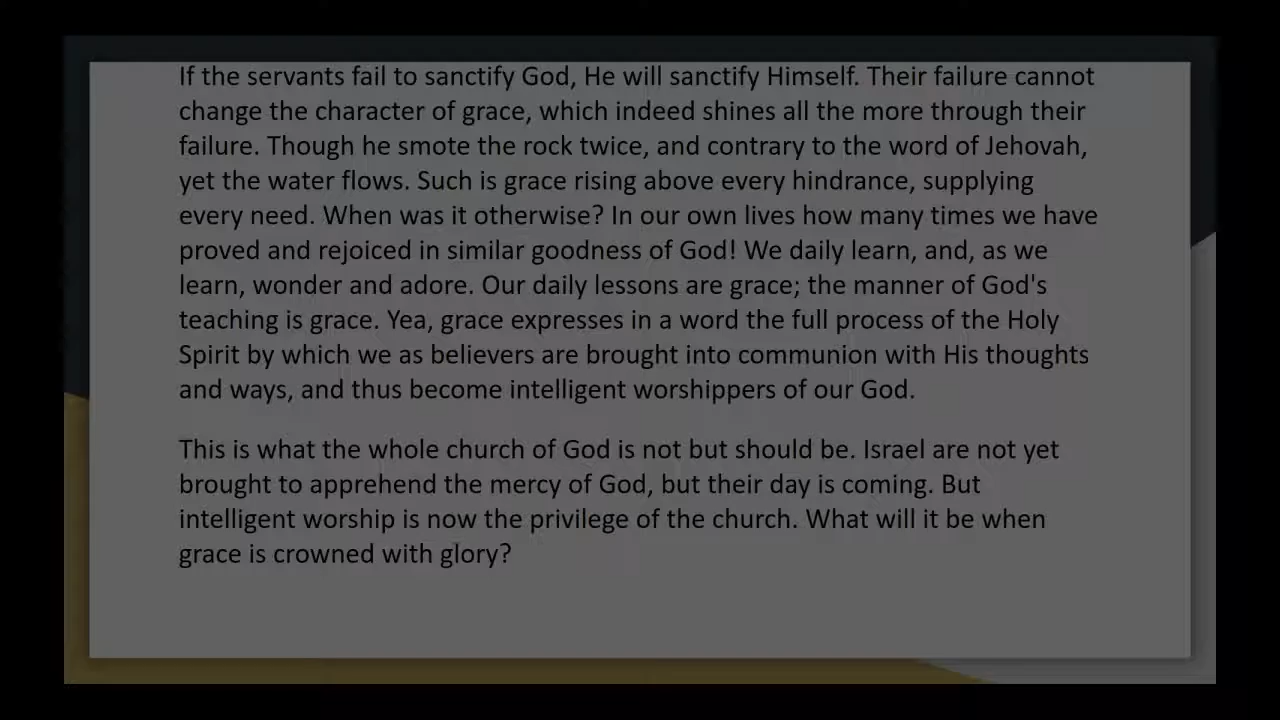 If the servants fail to sanctify God, He will sanctify Himself. Their failure cannot
change the character of grace, which indeed shines all the more through their
failure. Though he smote the rock twice, and contrary to the word of Jehovah,
yet the water flows. Such is grace rising above every hindrance, supplying
every need. When was it otherwise? In our own lives how many times we have
proved and rejoiced in similar goodness of God! We daily learn, and, as we
learn, wonder and adore. Our daily lessons are grace; the manner of God's
teaching is grace. Yea, grace expresses in a word the full process of the Holy
Spirit by which we as believers are brought into communion with His thoughts
and ways, and thus become intelligent worshippers of our God.
This is what the whole church of God is not but should be. Israel are not yet
brought to apprehend the mercy of God, but their day is coming. But
intelligent worship is now the privilege of the church. What will it be when
grace is crowned with glory?